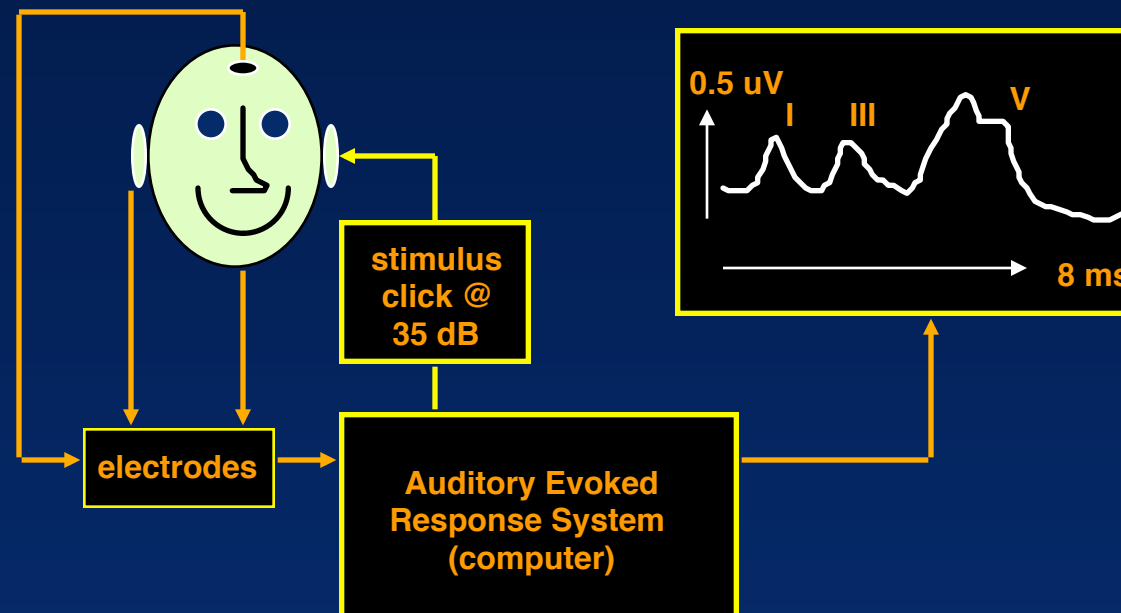 0.5 uV
I
III
V
8 ms
stimulus
click @
35 dB
electrodes
Auditory Evoked
Response System
(computer)